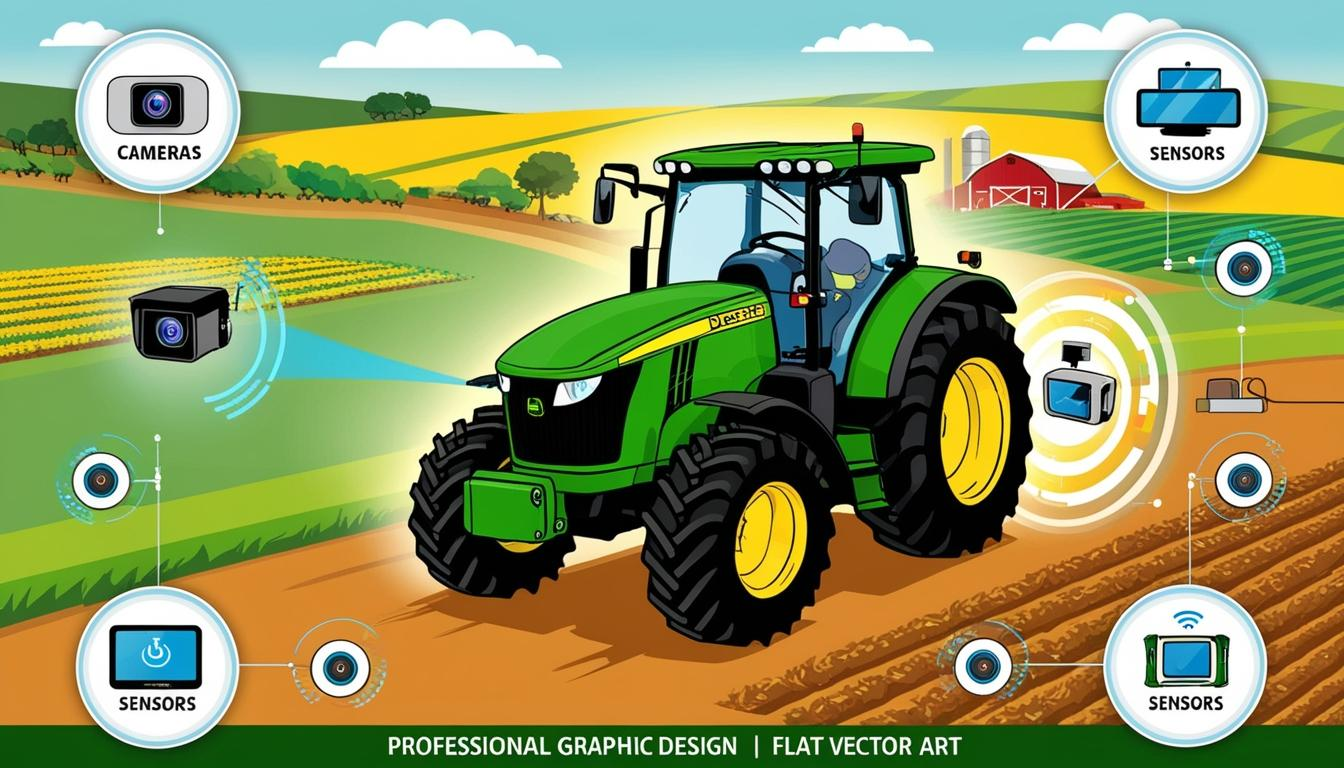 CAMERAS
SENSORS
SENSORS
SENSORS
PROFESSIONAL GRAPHIC DESIGN | FLAT VECTOR ART